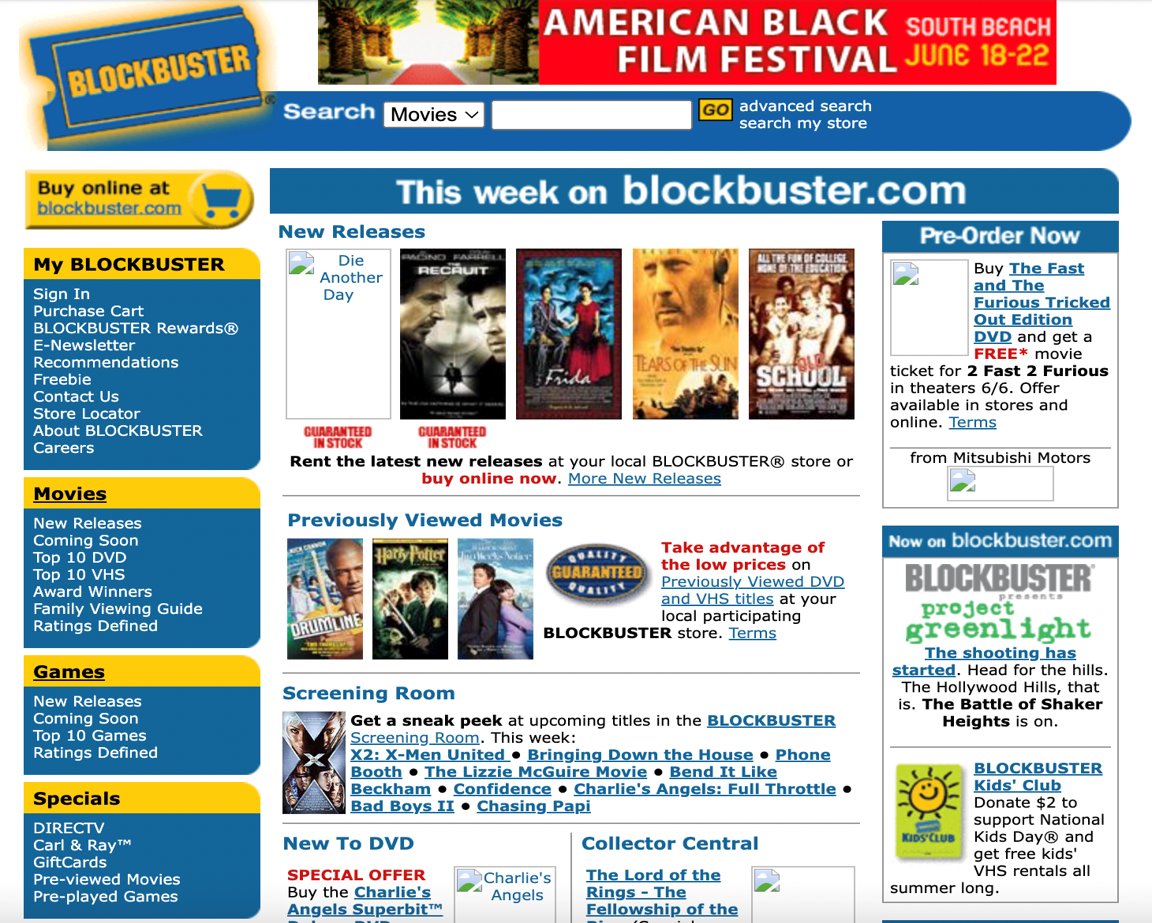 AMERICAN BLACK
FILM FESTIVAL
SOUTH BEACH
JUNE 18-22
BLOCKBUSTER
®
Search
Movies
GO
advanced search
search my store
Buy online at
blockbuster.com
This week on blockbuster.com
My BLOCKBUSTER
Sign In
Purchase Cart
BLOCKBUSTER Rewards®
E-Newsletter
Recommendations
Freebie
Contact Us
Store Locator
About BLOCKBUSTER
Careers
Movies
New Releases
Coming Soon
Top 10 DVD
Top 10 VHS
Award Winners
Family Viewing Guide
Ratings Defined
Games
New Releases
Coming Soon
Top 10 Games
Ratings Defined
Specials
DIRECTV
Carl & Ray™
GiftCards
Pre-viewed Movies
Pre-played Games
New Releases
Die
Another
Day
PACINO FARRELL
THE
RECRUIT
Frida
TEARS OF THE SUN
ALL THE FUN OF COLLEGE.
NONE OF THE EDUCATION.
OLD
SCHOOL
GUARANTEED
IN STOCK
GUARANTEED
IN STOCK
Rent the latest new releases at your local BLOCKBUSTER® store or
buy online now. More New Releases
Previously Viewed Movies
NICK CANNON
DRUMLINE
Harry Potter
Two Weeks Notice
QUALITY
GUARANTEED
QUALITY
Take advantage of
the low prices on
Previously Viewed DVD
and VHS titles at your
local participating
BLOCKBUSTER store. Terms
Screening Room
X
Get a sneak peek at upcoming titles in the BLOCKBUSTER
Screening Room. This week:
X2: X-Men United ● Bringing Down the House ● Phone
Booth ● The Lizzie McGuire Movie ● Bend It Like
Beckham ● Confidence ● Charlie's Angels: Full Throttle ●
Bad Boys II ● Chasing Papi
New To DVD
SPECIAL OFFER
Buy the Charlie's
Angels Superbit™
Charlie's
Angels
Collector Central
The Lord of the
Rings - The
Fellowship of the
Pre-Order Now
Buy The Fast
and The
Furious Tricked
Out Edition
DVD and get a
FREE* movie
ticket for 2 Fast 2 Furious
in theaters 6/6. Offer
available in stores and
online. Terms
from Mitsubishi Motors
Now on blockbuster.com
BLOCKBUSTER
presents
project
greenlight
The shooting has
started. Head for the hills.
The Hollywood Hills, that
is. The Battle of Shaker
Heights is on.
KIDS' CLUB
BLOCKBUSTER
Kids' Club
Donate $2 to
support National
Kids Day® and
get free kids'
VHS rentals all
summer long.